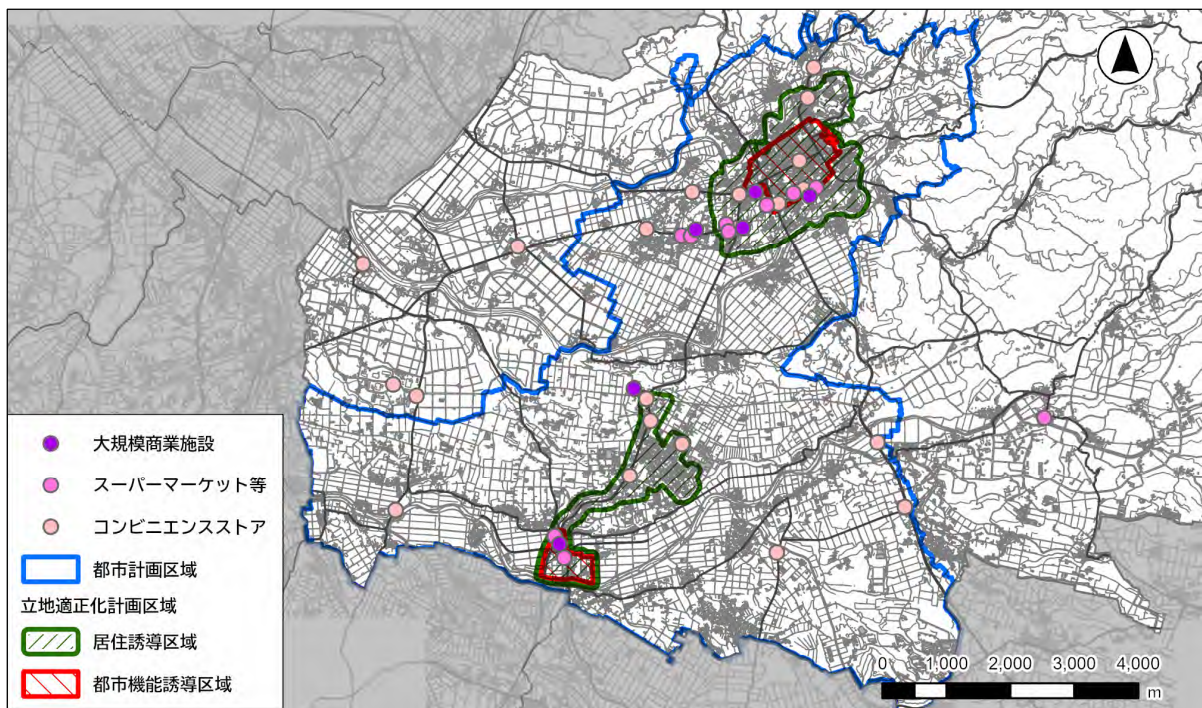 大規模商業施設
スーパーマーケット等
コンビニエンスストア
都市計画区域
立地適正化計画区域
居住誘導区域
都市機能誘導区域
0 1,000 2,000 3,000 4,000
m